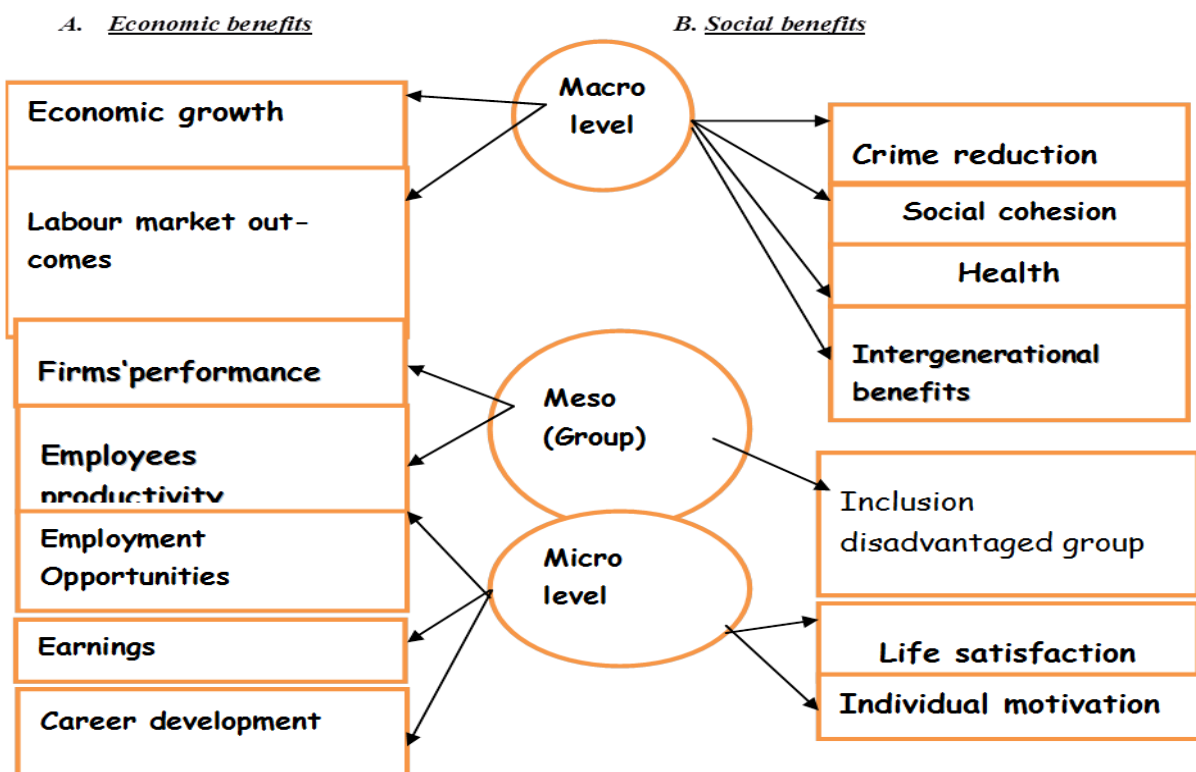 A. Economic benefits
B. Social benefits
Economic growth
Labour market out-
comes
Firms'performance
Employees
productivity
Employment
Opportunities
Earnings
Career development
Macro
level
Meso
(Group)
Micro
level
Crime reduction
Social cohesion
Health
Intergenerational
benefits
Inclusion
disadvantaged group
Life satisfaction
Individual motivation